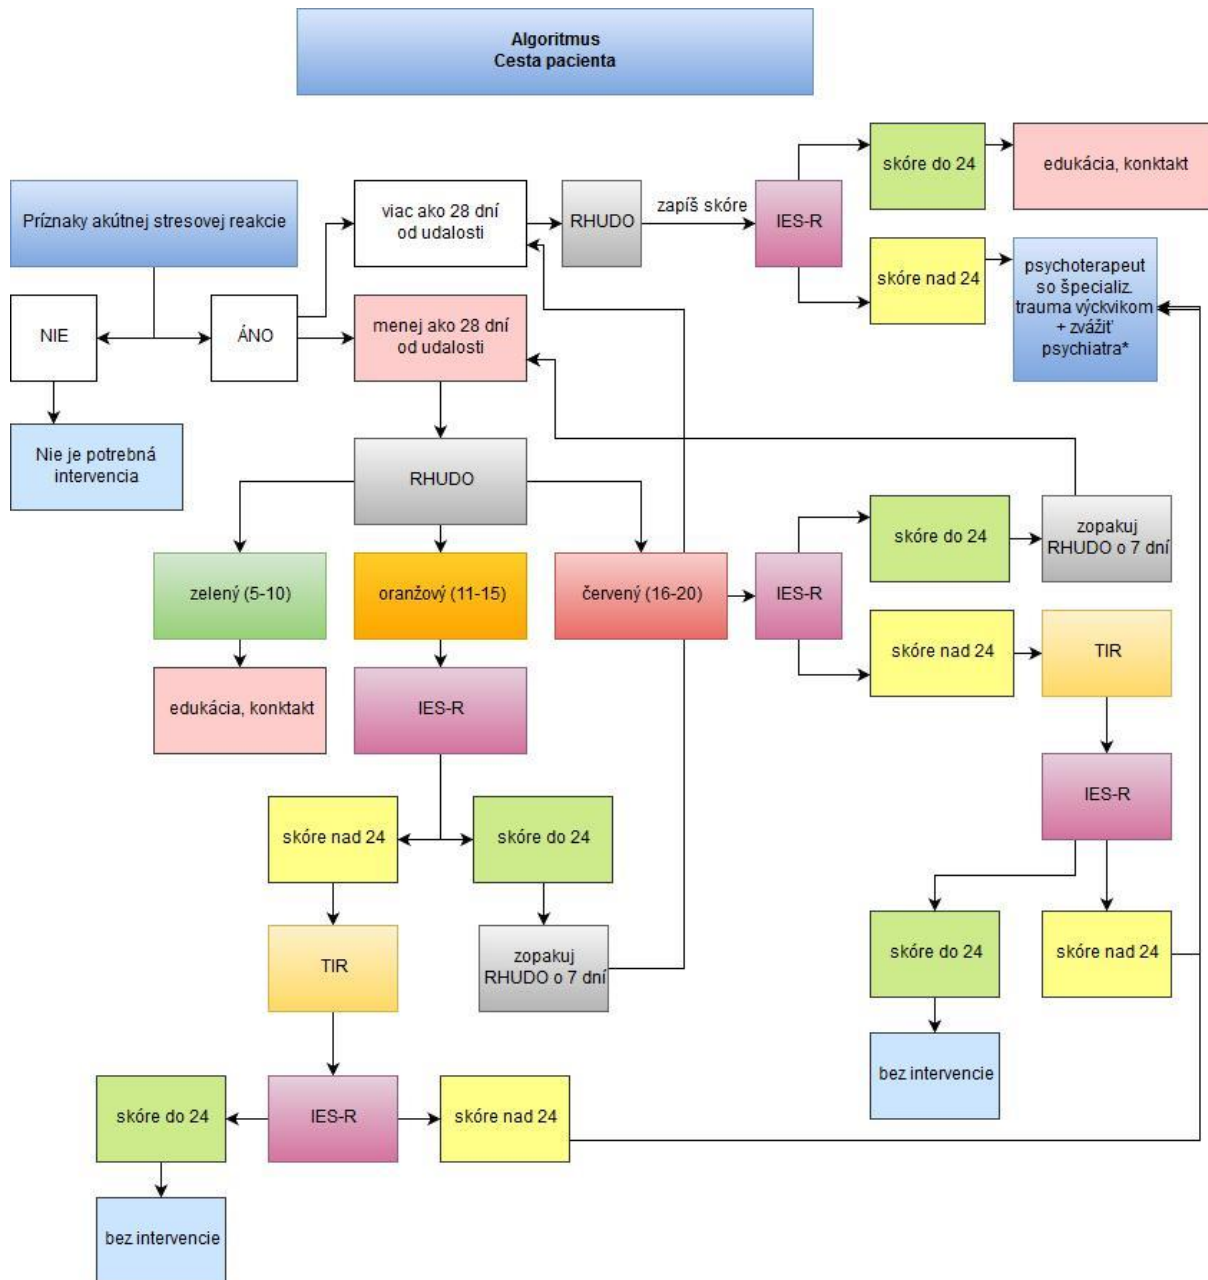 Algoritmus
Cesta pacienta
Príznaky akútnej stresovej reakcie
viac ako 28 dní
od udalosti
RHUDO
zapíš skóre
IES-R
skóre do 24
edukácia, konktakt
skóre nad 24
psychoterapeut
so špecializ.
trauma výckvikom
+ zvážiť
psychiatra*
NIE
ÁNO
menej ako 28 dní
od udalosti
Nie je potrebná
intervencia
RHUDO
zelený (5-10)
oranžový (11-15)
červený (16-20)
IES-R
skóre do 24
zopakuj
RHUDO o 7 dní
skóre nad 24
TIR
edukácia, konktakt
IES-R
IES-R
skóre nad 24
skóre do 24
skóre do 24
skóre nad 24
TIR
zopakuj
RHUDO o 7 dní
bez intervencie
skóre do 24
IES-R
skóre nad 24
bez intervencie